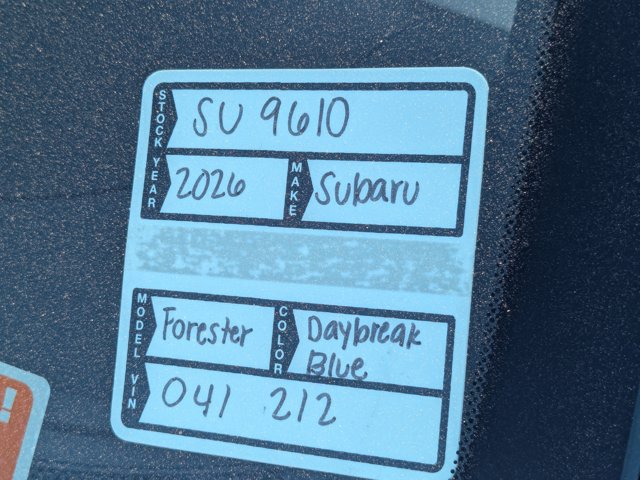 STOCK SU 9610
YEAR 2026 MAKE Subaru
MODEL Forester COLOR Daybreak
Blue
VIN 041 212
!